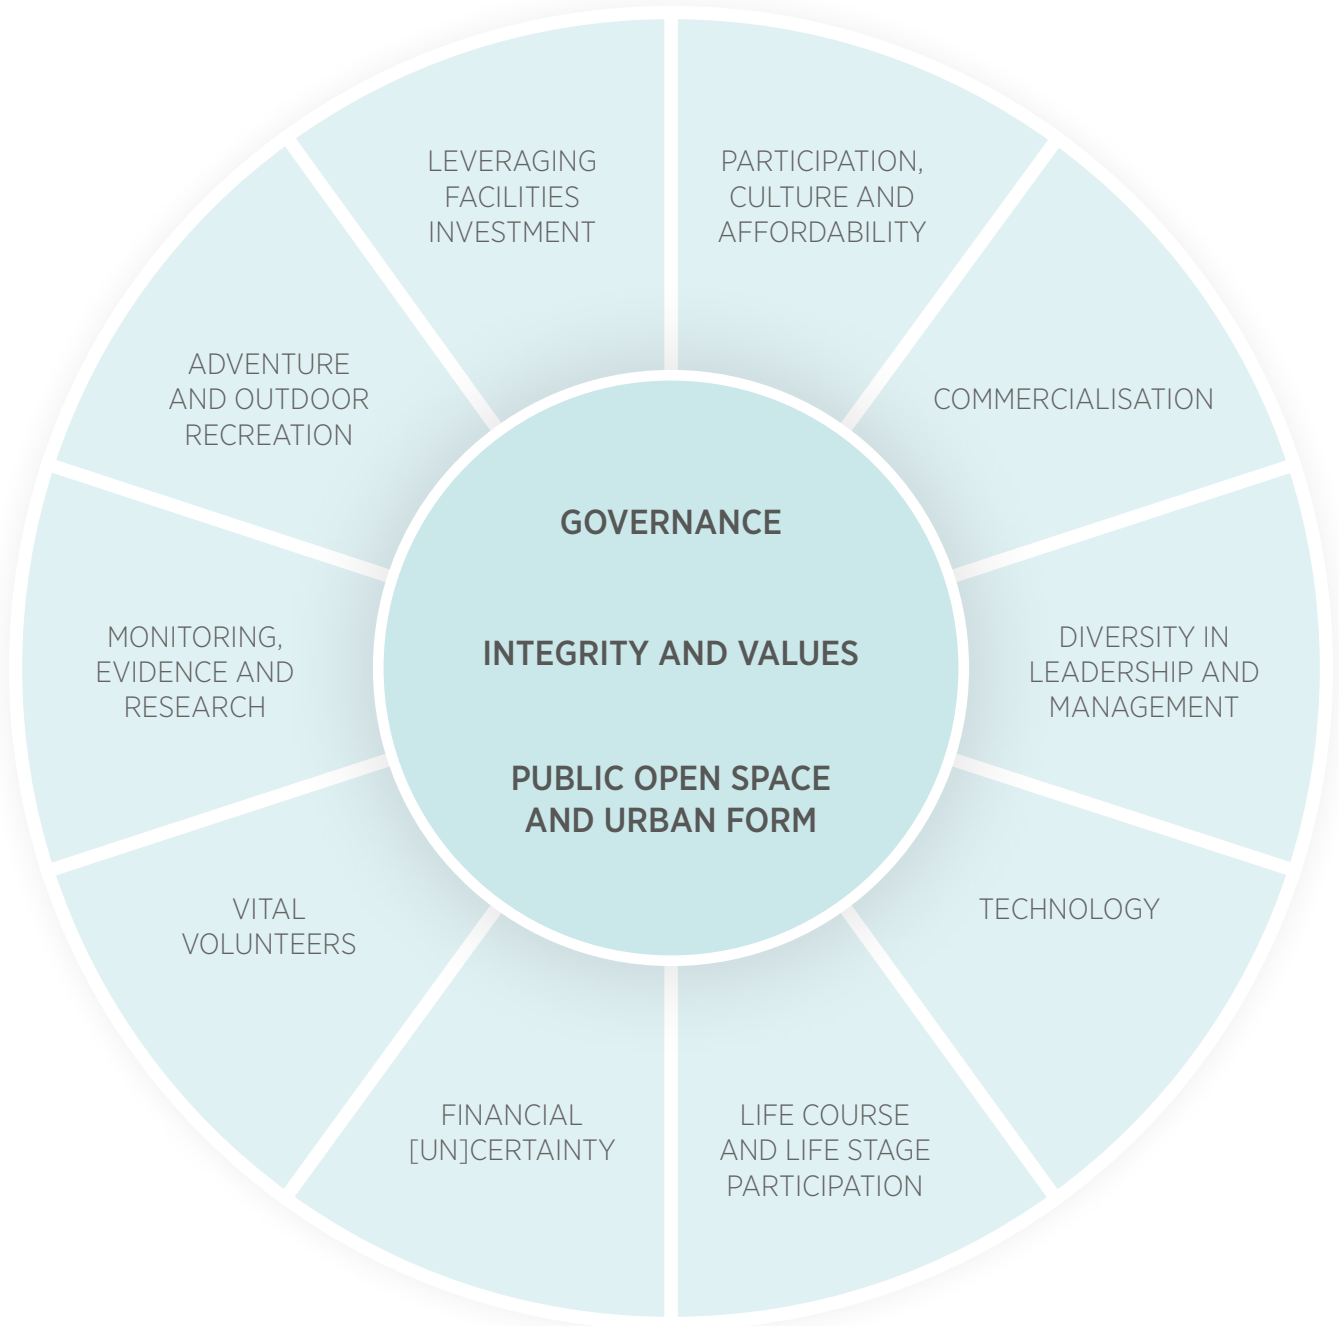 LEVERAGING
FACILITIES
INVESTMENT
PARTICIPATION,
CULTURE AND
AFFORDABILITY
ADVENTURE
AND OUTDOOR
RECREATION
COMMERCIALISATION
GOVERNANCE
INTEGRITY AND VALUES
PUBLIC OPEN SPACE
AND URBAN FORM
MONITORING,
EVIDENCE AND
RESEARCH
DIVERSITY IN
LEADERSHIP AND
MANAGEMENT
VITAL
VOLUNTEERS
TECHNOLOGY
FINANCIAL
[UN]CERTAINTY
LIFE COURSE
AND LIFE STAGE
PARTICIPATION